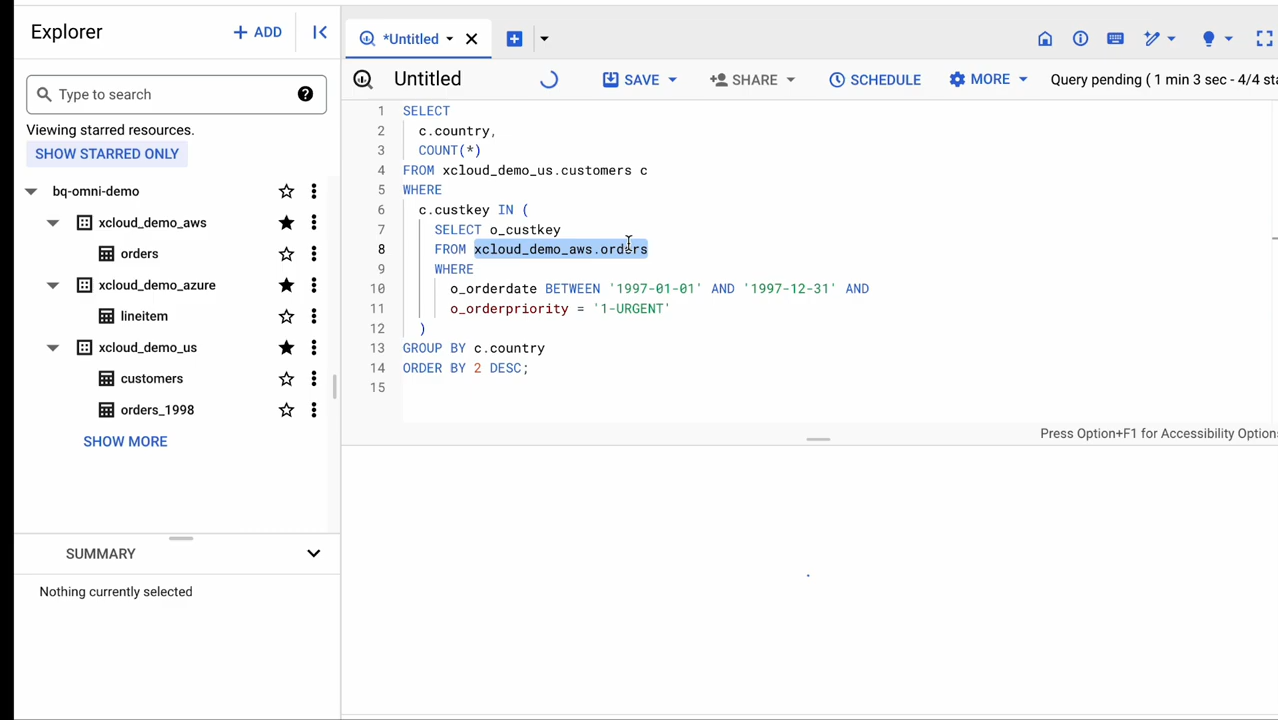 Explorer
+ ADD
Type to search
Viewing starred resources.
SHOW STARRED ONLY
bq-omni-demo
xcloud_demo_aws
orders
xcloud_demo_azure
lineitem
xcloud_demo_us
customers
orders_1998
SHOW MORE
SUMMARY
Nothing currently selected
*Untitled
Untitled
SAVE
SHARE
SCHEDULE
MORE
Query pending ( 1 min 3 sec - 4/4 sta
1 SELECT
2 c.country,
3 COUNT(*)
4 FROM xcloud_demo_us.customers c
5 WHERE
6 c.custkey IN (
7 SELECT o_custkey
8 FROM xcloud_demo_aws.orders
9 WHERE
10 o_orderdate BETWEEN '1997-01-01' AND '1997-12-31' AND
11 o_orderpriority = '1-URGENT'
12 )
13 GROUP BY c.country
14 ORDER BY 2 DESC;
15
Press Option+F1 for Accessibility Options